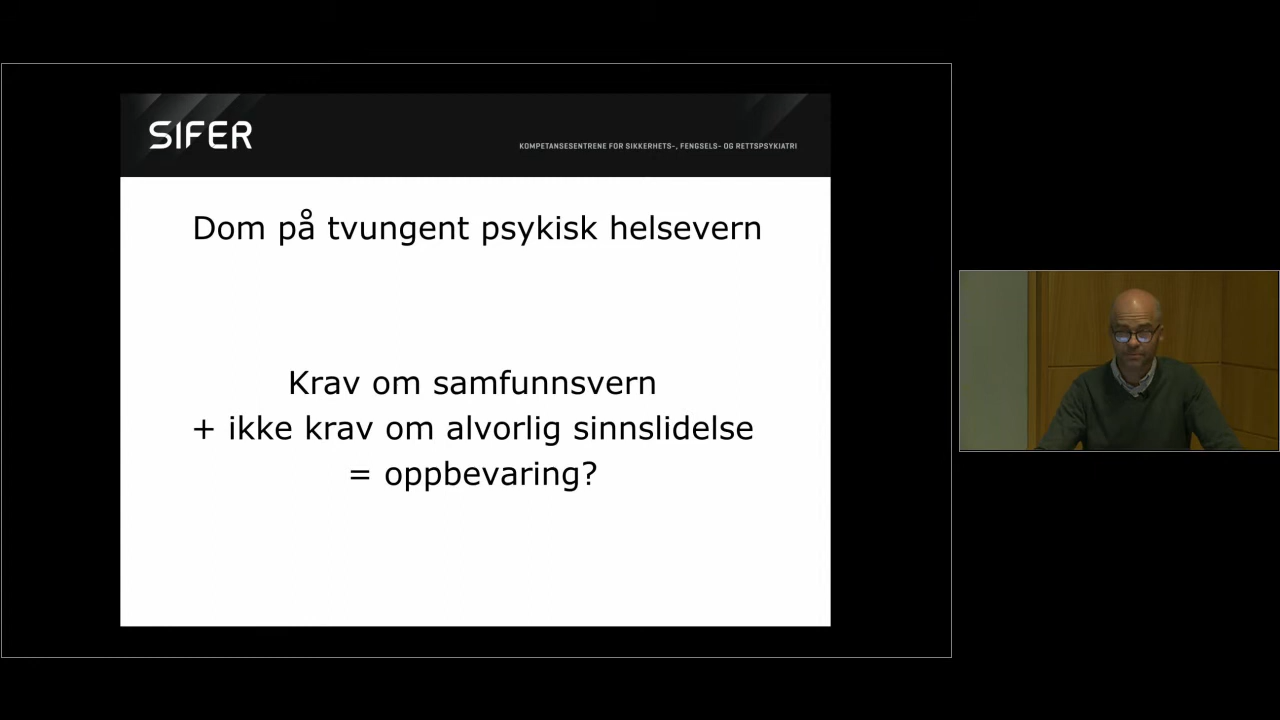 SIFER
KOMPETANSESENTRENE FOR SIKKERHETS-, FENGSELS- OG RETTSPSYKIATRI
Dom på tvungent psykisk helsevern
Krav om samfunnsvern
+ ikke krav om alvorlig sinnslidelse
= oppbevaring?